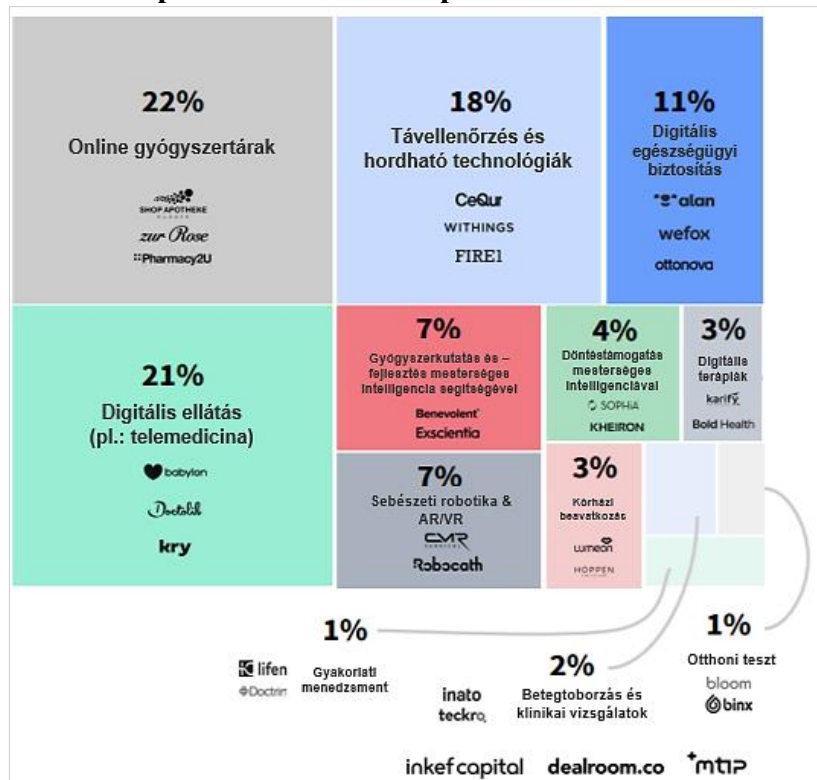 22%
Online gyógyszertárak
SHOP APOTHEKE
EUROPE
zur Rose
Pharmacy2U
18%
Távellenőrzés és
hordható technológiák
CeQur
WITHINGS
FIRE1
11%
Digitális
egészségügyi
biztosítás
alan
wefox
ottonova
21%
Digitális ellátás
(pl.: telemedicina)
babylon
Doctolib
kry
7%
Gyógyszerkutatás és –
fejlesztés mesterséges
intelligencia segítségével
Benevolent
Exscientia
4%
Döntéstámogatás
mesterséges
intelligenciával
SOPHiA
KHEIRON
3%
Digitális
terápiák
karify
Bold Health
7%
Sebészeti robotika &
AR/VR
CMR
SURGICAL
Robocath
3%
Kórházi
beavatkozás
Lumeon
HOPPEN
1%
Gyakorlati
menedzsment
lifen
Doctrin
2%
Betegtoborzás és
klinikai vizsgálatok
inato
teckro
1%
Otthoni teszt
bloom
binx
inkef capital
dealroom.co
+mtip